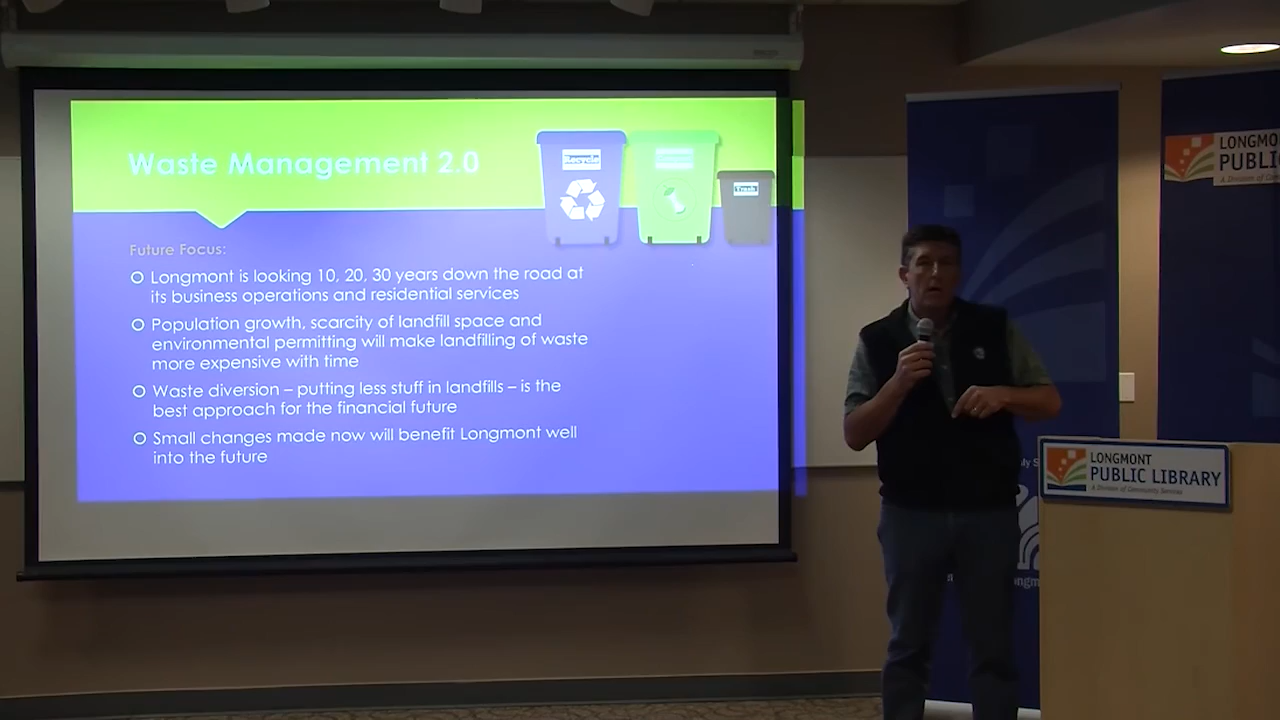 Waste Management 2.0
Recycle
Trash
Future Focus:
Longmont is looking 10, 20, 30 years down the road at
its business operations and residential services
Population growth, scarcity of landfill space and
environmental permitting will make landfilling of waste
more expensive with time
Waste diversion – putting less stuff in landfills – is the
best approach for the financial future
Small changes made now will benefit Longmont well
into the future
LONGMO
PUBLI
LONGMONT
PUBLIC LIBRARY
A Division of Community Services